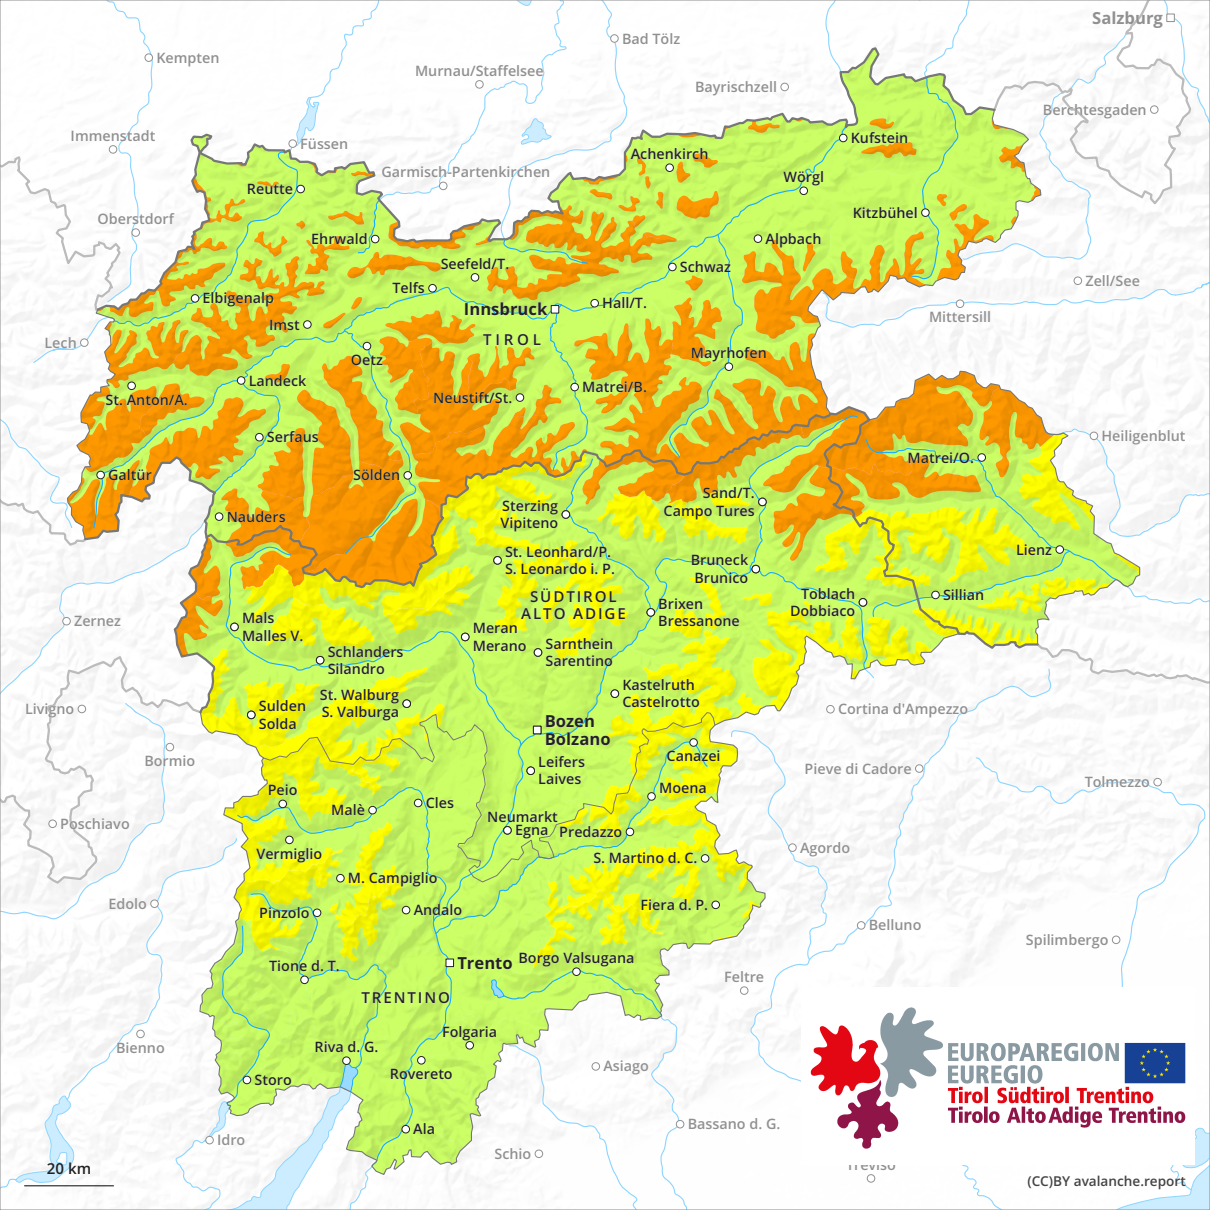 Salzburg
Bad Tölz
Kempten
Murnau/Staffelsee
Bayrischzell
Berchtesgaden
Immenstadt
Füssen
Kufstein
Achenkirch
Garmisch-Partenkirchen
Wörgl
Reutte
Oberstdorf
Kitzbühel
Ehrwald
Alpbach
Seefeld/T.
Schwaz
Zell/See
Telfs
Elbigenalp
Hall/T.
Innsbruck
Mittersill
Imst
TIROL
Lech
Mayrhofen
Oetz
Landeck
Matrei/B.
St. Anton/A.
Neustift/St.
Serfaus
Heiligenblut
Matrei/O.
Galtür
Sölden
Sand/T.
Campo Tures
Sterzing
Vipiteno
Nauders
St. Leonhard/P.
S. Leonardo i. P.
Lienz
Bruneck
Brunico
SÜDTIROL
ALTO ADIGE
Toblach
Dobbiaco
Sillian
Brixen
Bressanone
Zernez
Mals
Malles V.
Meran
Merano
Sarnthein
Sarentino
Schlanders
Silandro
Kastelruth
Castelrotto
St. Walburg
S. Valburga
Sulden
Solda
Livigno
Cortina d'Ampezzo
Bozen
Bolzano
Bormio
Canazei
Leifers
Laives
Pieve di Cadore
Tolmezzo
Peio
Moena
Malè
Cles
Neumarkt
Egna
Poschiavo
Predazzo
Agordo
Vermiglio
S. Martino d. C.
M. Campiglio
Edolo
Pinzolo
Andalo
Fiera d. P.
Belluno
Spilimbergo
Borgo Valsugana
Trento
Tione d. T.
Feltre
TRENTINO
Folgaria
Bienno
Riva d. G.
Asiago
Rovereto
Storo
EUROPAREGION
EUREGIO
Tirol Südtirol Trentino
Tirolo Alto Adige Trentino
Ala
Bassano d. G.
Idro
Schio
Treviso
20 km
(CC)BY avalanche.report